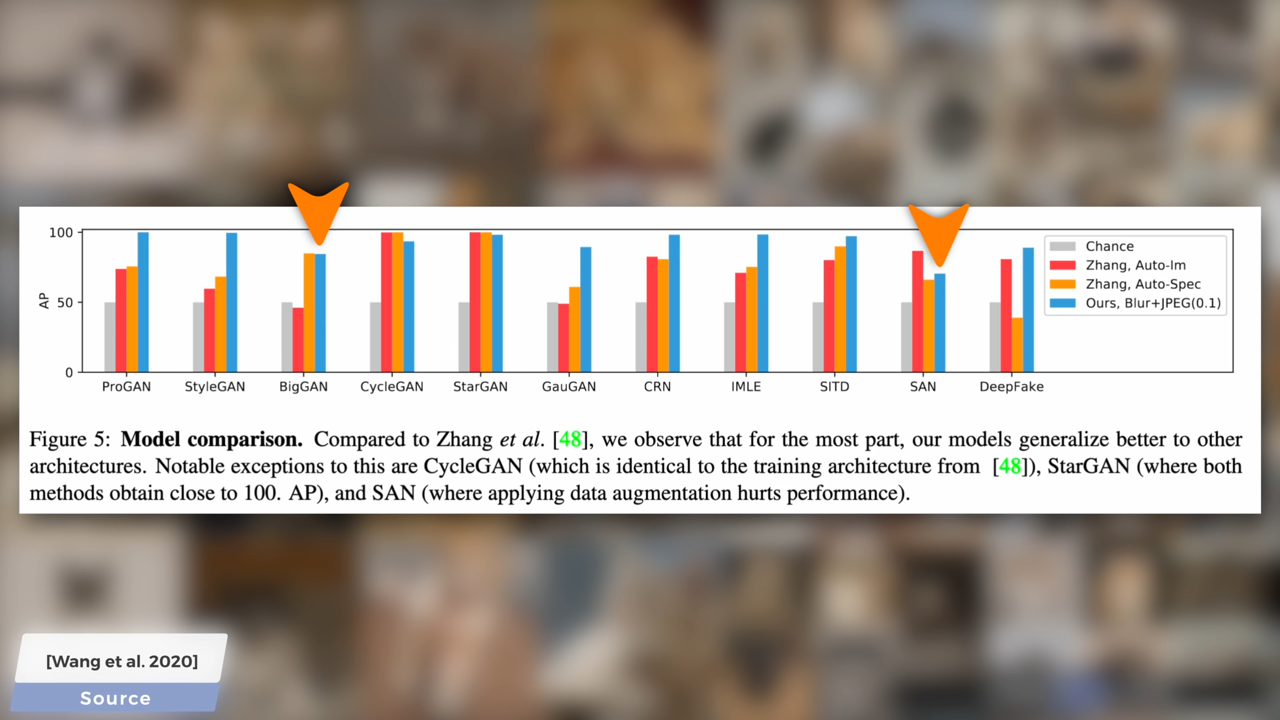 100
50
0
AP
ProGAN StyleGAN BigGAN CycleGAN StarGAN GauGAN CRN IMLE SITD SAN DeepFake
Chance
Zhang, Auto-Im
Zhang, Auto-Spec
Ours, Blur+JPEG(0.1)
Figure 5: Model comparison. Compared to Zhang et al. [48], we observe that for the most part, our models generalize better to other
architectures. Notable exceptions to this are CycleGAN (which is identical to the training architecture from [48]), StarGAN (where both
methods obtain close to 100. AP), and SAN (where applying data augmentation hurts performance).
[Wang et al. 2020]
Source